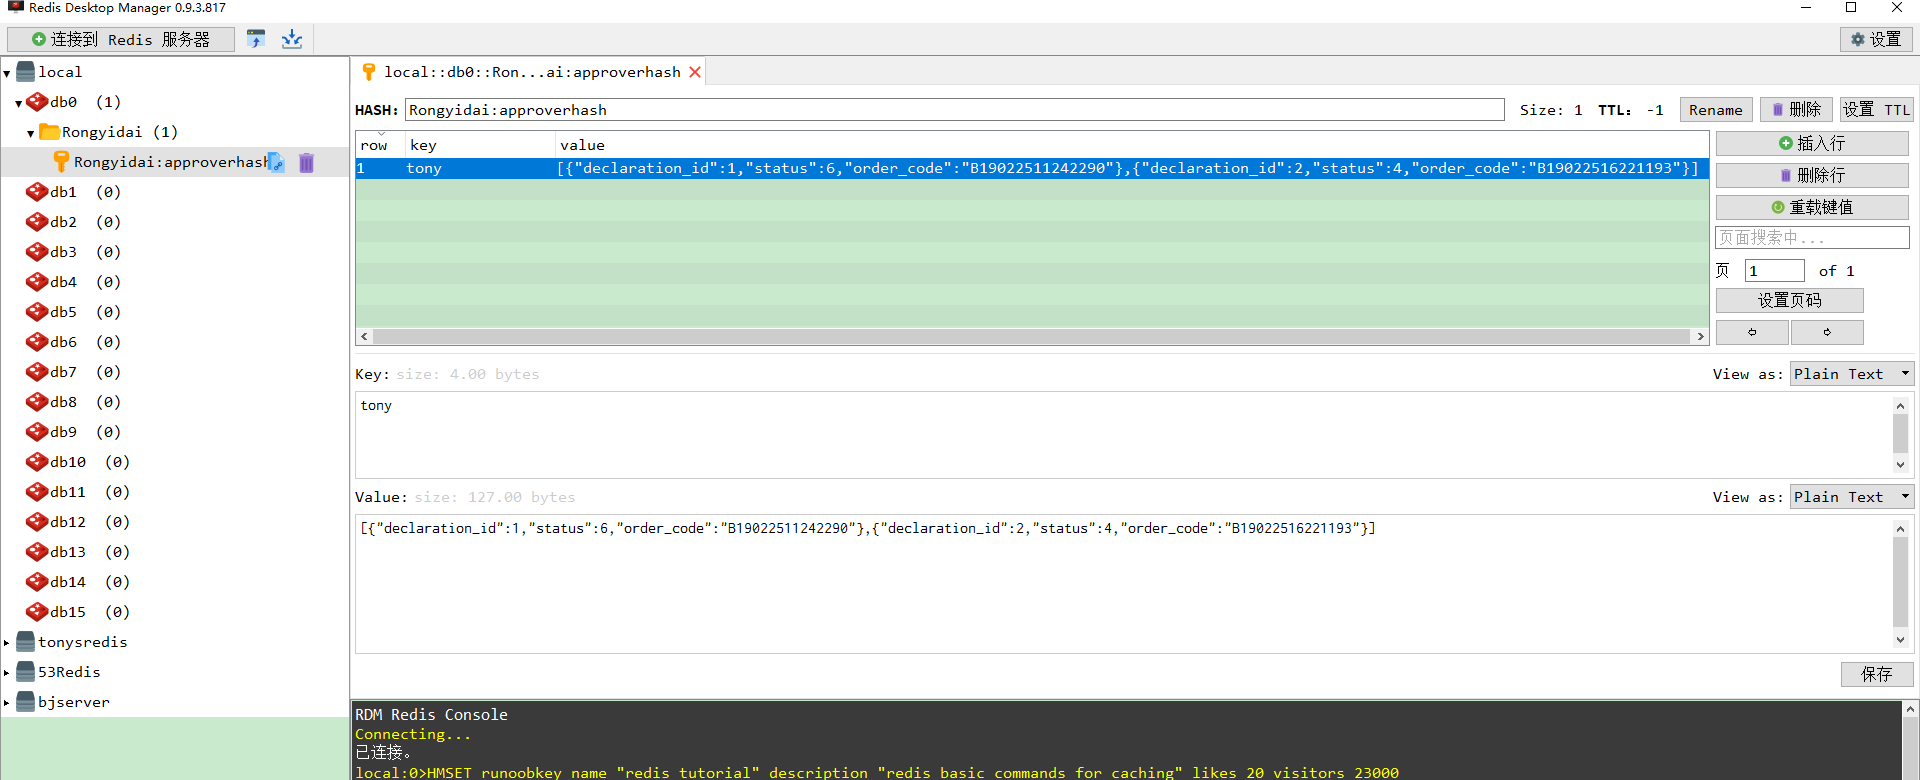 Redis Desktop Manager 0.9.3.817
连接到 Redis 服务器
设置
local
db0 (1)
Rongyidai (1)
Rongyidai:approverhash
db1 (0)
db2 (0)
db3 (0)
db4 (0)
db5 (0)
db6 (0)
db7 (0)
db8 (0)
db9 (0)
db10 (0)
db11 (0)
db12 (0)
db13 (0)
db14 (0)
db15 (0)
tonysredis
53Redis
bjserver
local::db0::Ron...ai:approverhash
HASH: Rongyidai:approverhash Size: 1 TTL: -1 Rename 删除 设置 TTL
row key value
1 tony [{"declaration_id":1,"status":6,"order_code":"B19022511242290"},{"declaration_id":2,"status":4,"order_code":"B19022516221193"}]
插入行
删除行
重载键值
页面搜索中...
页 1 of 1
设置页码
Key: size: 4.00 bytes View as: Plain Text
tony
Value: size: 127.00 bytes View as: Plain Text
[{"declaration_id":1,"status":6,"order_code":"B19022511242290"},{"declaration_id":2,"status":4,"order_code":"B19022516221193"}]
保存
RDM Redis Console
Connecting...
已连接。
local:0>HMSET runoobkey name "redis tutorial" description "redis basic commands for caching" likes 20 visitors 23000